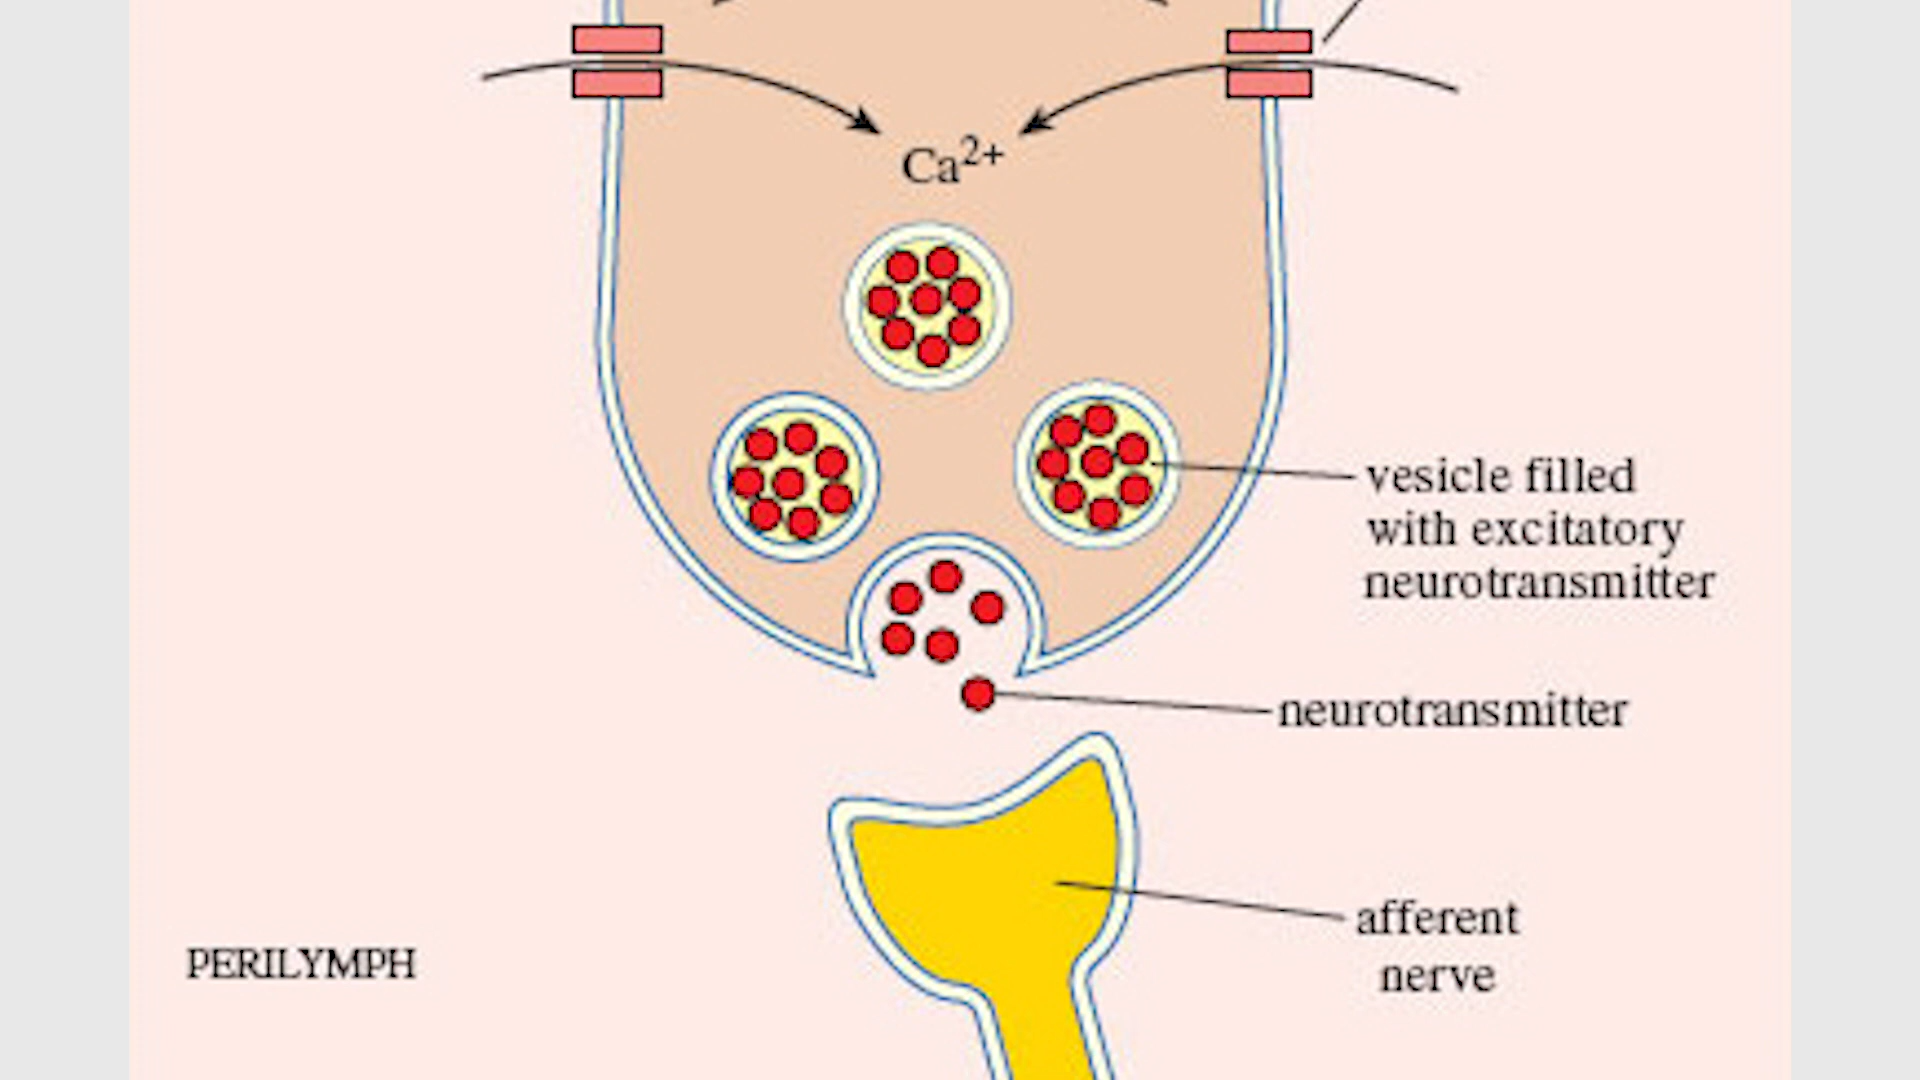 Ca2+
vesicle filled
with excitatory
neurotransmitter
neurotransmitter
afferent
nerve
PERILYMPH